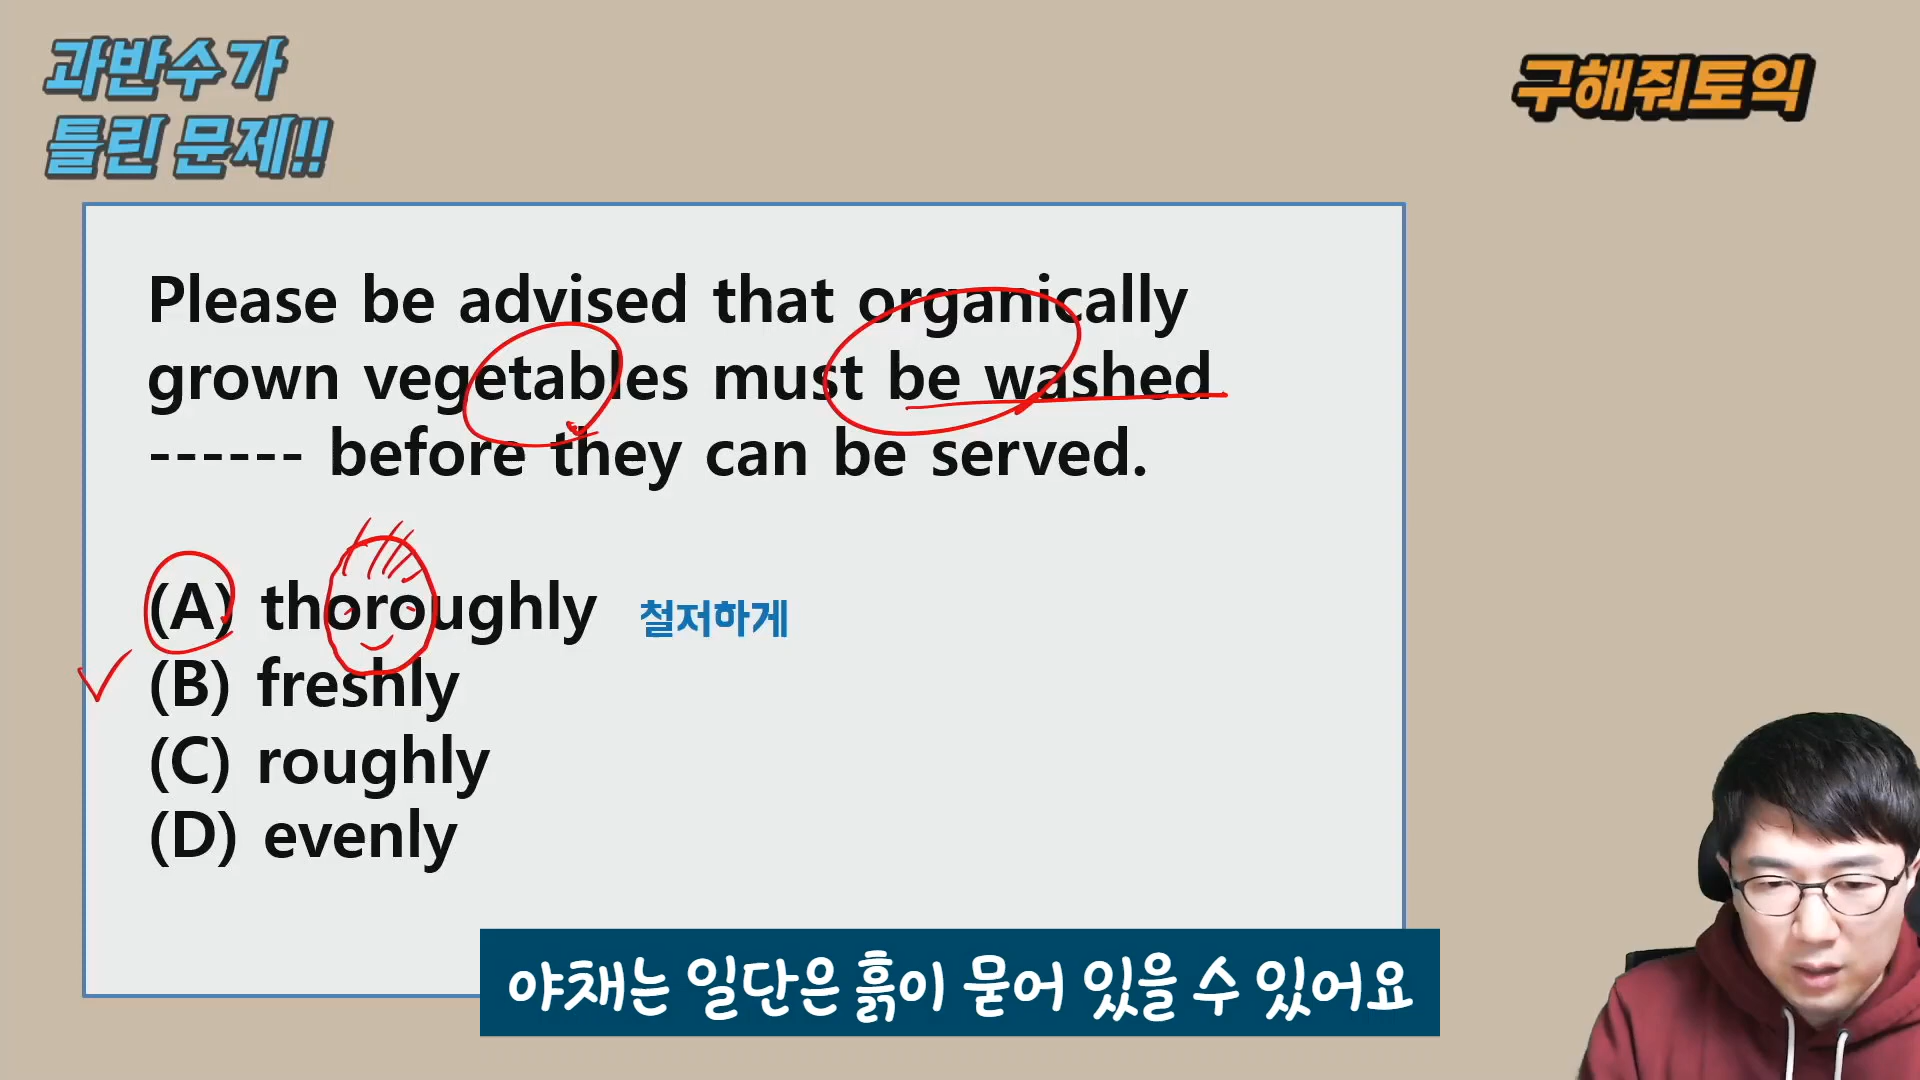 과반수가
틀린 문제!!
구해줘토익
Please be advised that organically
grown vegetables must be washed
------ before they can be served.
(A) thoroughly 철저하게
(B) freshly
(C) roughly
(D) evenly
야채는 일단은 흙이 묻어 있을 수 있어요